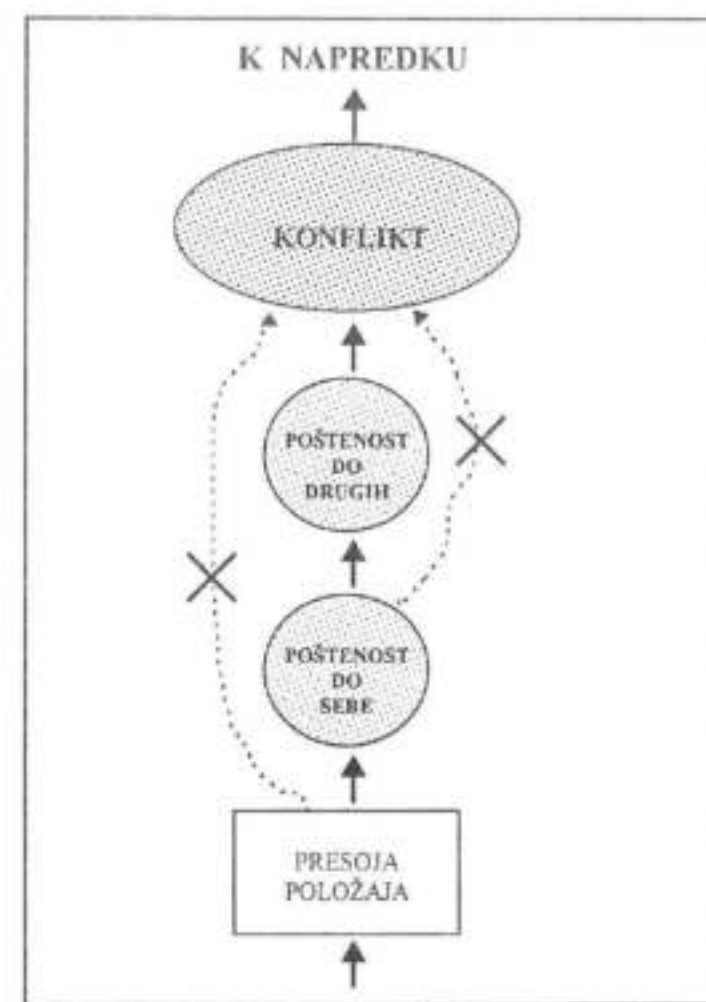 K NAPREDKU
KONFLIKT
POŠTENOST
DO
DRUGIH
POŠTENOST
DO
SEBE
PRESOJA
POLOŽAJA